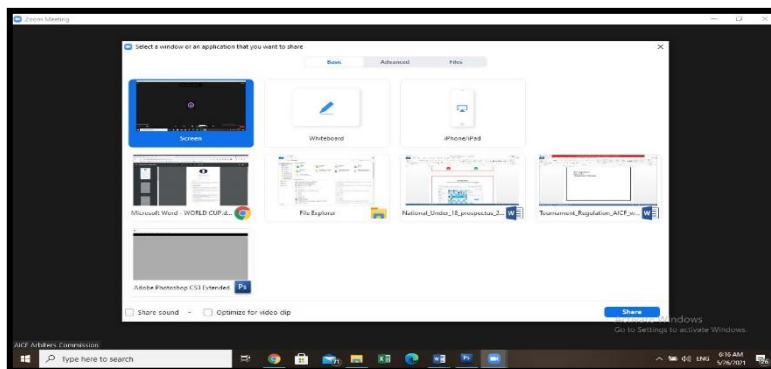 Zoom Meeting
Select a window or an application that you want to share
Basic Advanced Files
Screen Whiteboard iPhone/iPad
Microsoft Word - WORLD CUP.d... File Explorer National_Under_18_prospectus_2... Tournament_Regulation_AICF_w...
Adobe Photoshop CS3 Extended
Share sound Optimize for video clip Share
Activate Windows
Go to Settings to activate Windows.
AICF Arbiters Commission
Type here to search
ENG 6:16 AM
5/26/2021